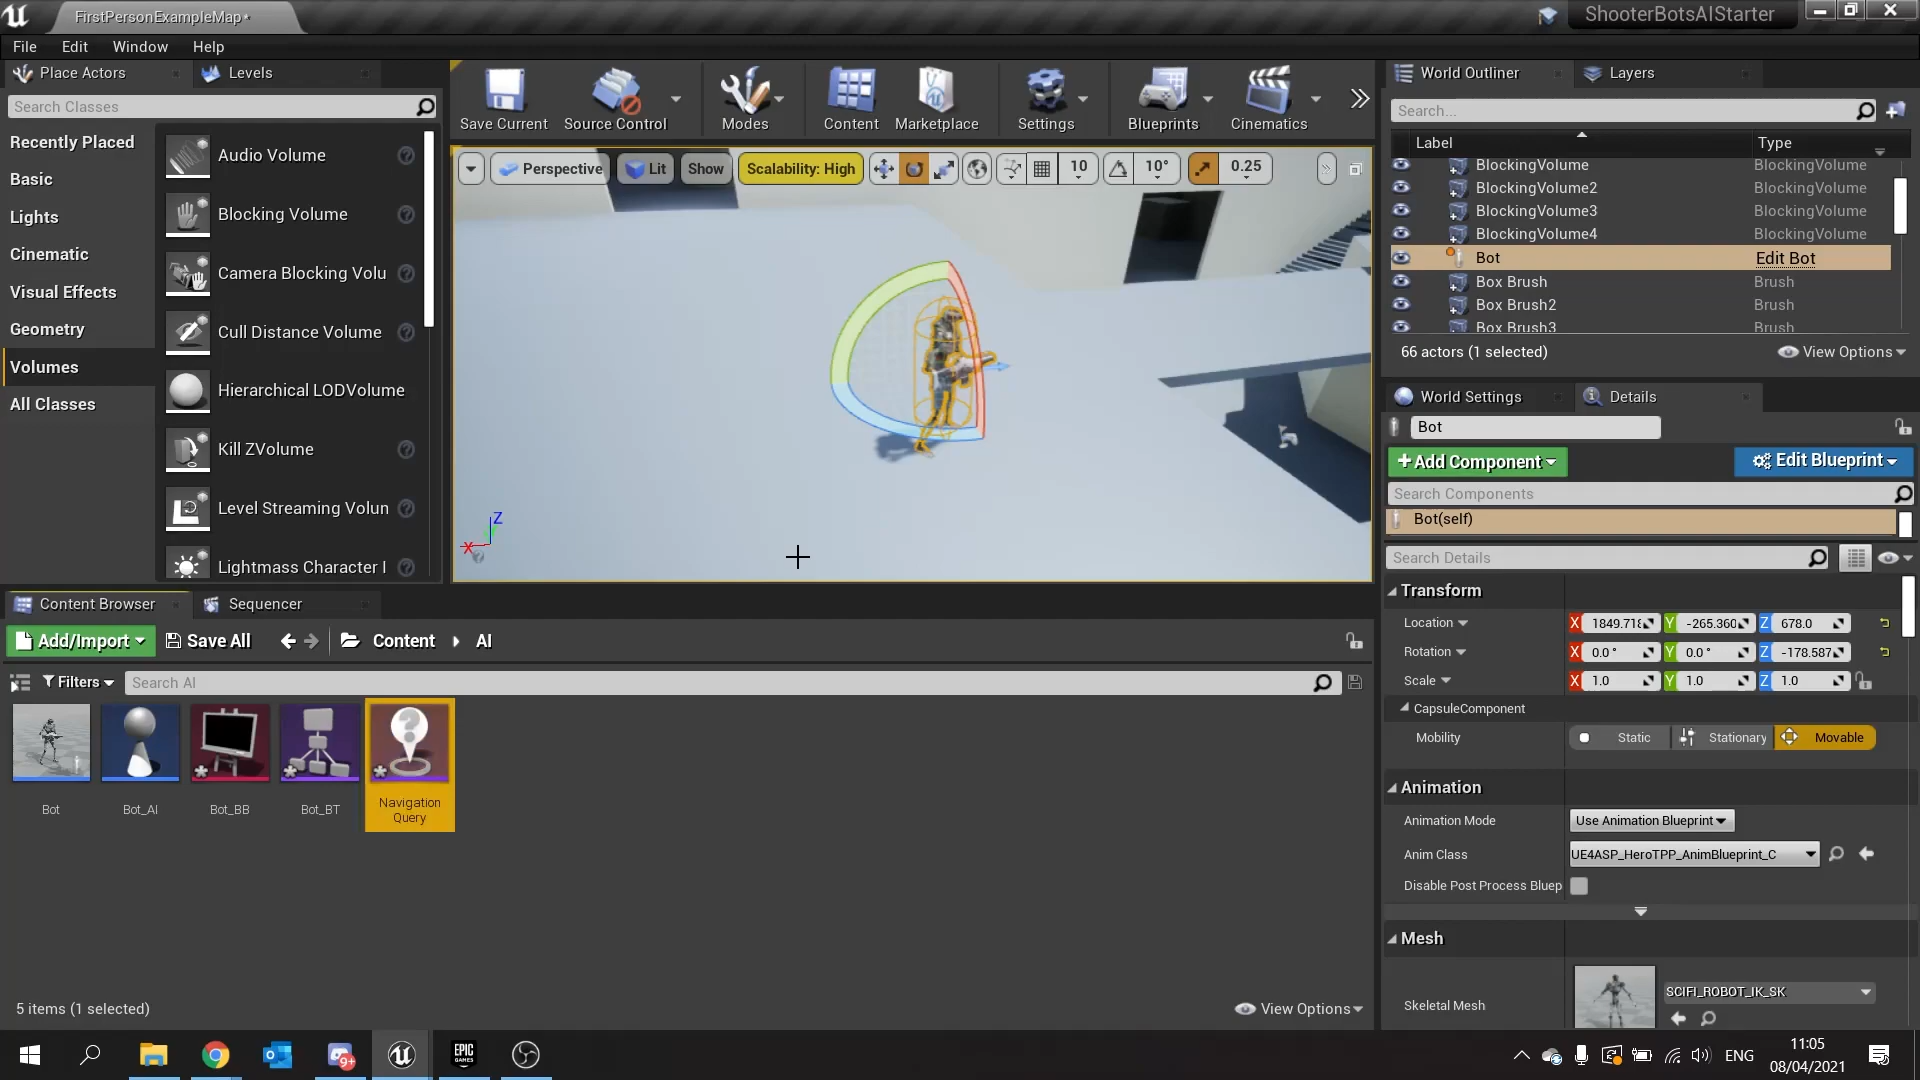 FirstPersonExampleMap*
ShooterBotsAIStarter
File Edit Window Help
Place Actors
Levels
Search Classes
Recently Placed
Basic
Lights
Cinematic
Visual Effects
Geometry
Volumes
All Classes
Audio Volume
Blocking Volume
Camera Blocking Volu
Cull Distance Volume
Hierarchical LODVolume
Kill ZVolume
Level Streaming Volun
Lightmass Character I
Save Current
Source Control
Modes
Content
Marketplace
Settings
Blueprints
Cinematics
Perspective
Lit
Show
Scalability: High
10
10°
0.25
Z
X
World Outliner
Layers
Search...
Label
Type
BlockingVolume BlockingVolume
BlockingVolume2 BlockingVolume
BlockingVolume3 BlockingVolume
BlockingVolume4 BlockingVolume
Bot Edit Bot
Box Brush Brush
Box Brush2 Brush
Box Brush3 Brush
66 actors (1 selected)
View Options
World Settings
Details
Bot
+Add Component
Edit Blueprint
Search Components
Bot(self)
Search Details
Transform
Location X 1849.718 Y -265.360 Z 678.0
Rotation X 0.0 ° Y 0.0 ° Z -178.587
Scale X 1.0 Y 1.0 Z 1.0
CapsuleComponent
Mobility Static Stationary Movable
Animation
Animation Mode Use Animation Blueprint
Anim Class UE4ASP_HeroTPP_AnimBlueprint_C
Disable Post Process Bluep
Mesh
Skeletal Mesh SCIFI_ROBOT_IK_SK
Content Browser
Sequencer
Add/Import
Save All
Content
AI
Filters
Search AI
Bot
Bot_AI
Bot_BB
Bot_BT
Navigation
Query
5 items (1 selected)
View Options
EPIC
GAMES
9+
ENG
11:05
08/04/2021